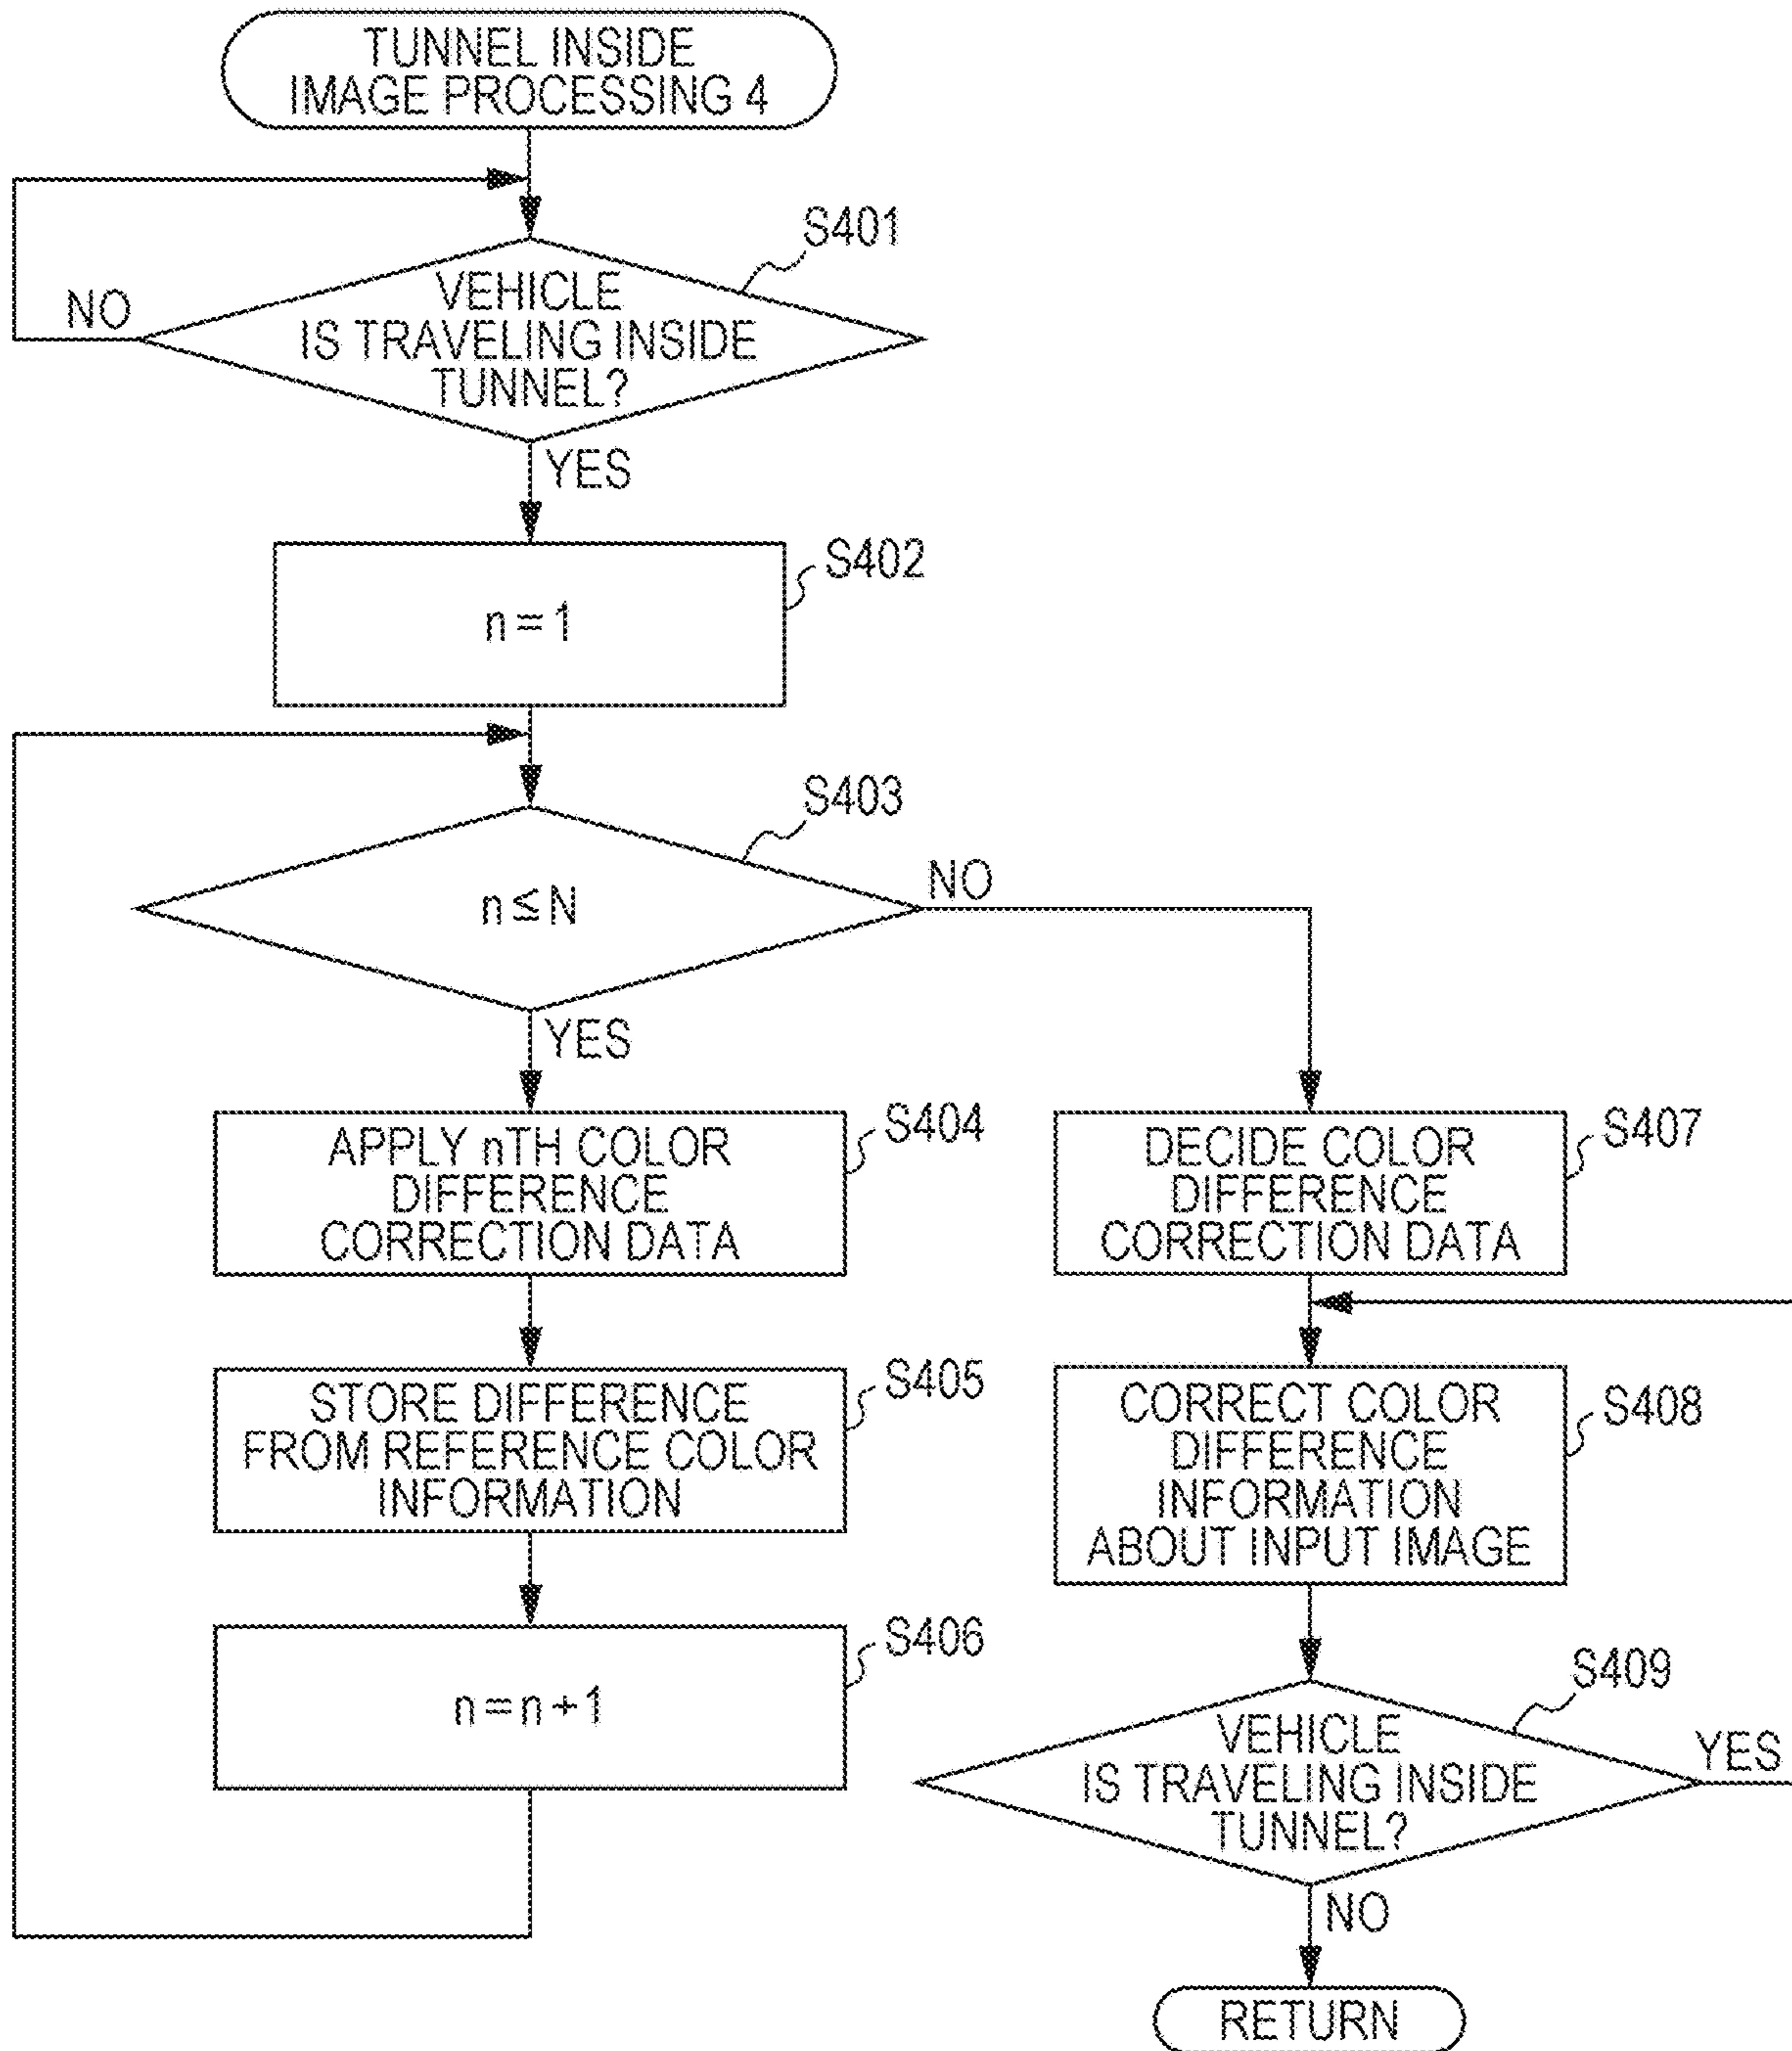 TUNNEL INSIDE
IMAGE PROCESSING 4
S401
NO
VEHICLE
IS TRAVELING INSIDE
TUNNEL?
YES
S402
n = 1
S403
n ≤ N
NO
YES
S404
APPLY nTH COLOR
DIFFERENCE
CORRECTION DATA
S405
STORE DIFFERENCE
FROM REFERENCE COLOR
INFORMATION
S406
n = n + 1
S407
DECIDE COLOR
DIFFERENCE
CORRECTION DATA
S408
CORRECT COLOR
DIFFERENCE
INFORMATION
ABOUT INPUT IMAGE
S409
VEHICLE
IS TRAVELING INSIDE
TUNNEL?
YES
NO
RETURN